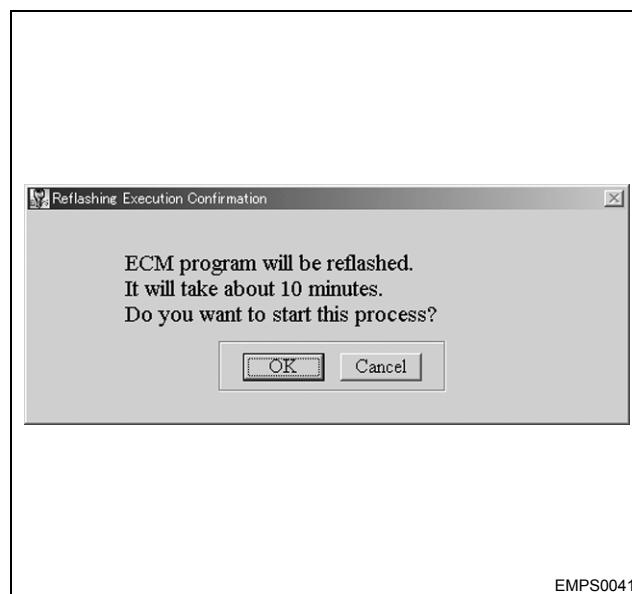 Reflashing Execution Confirmation
ECM program will be reflashed.
It will take about 10 minutes.
Do you want to start this process?
OK
Cancel
EMPS0041